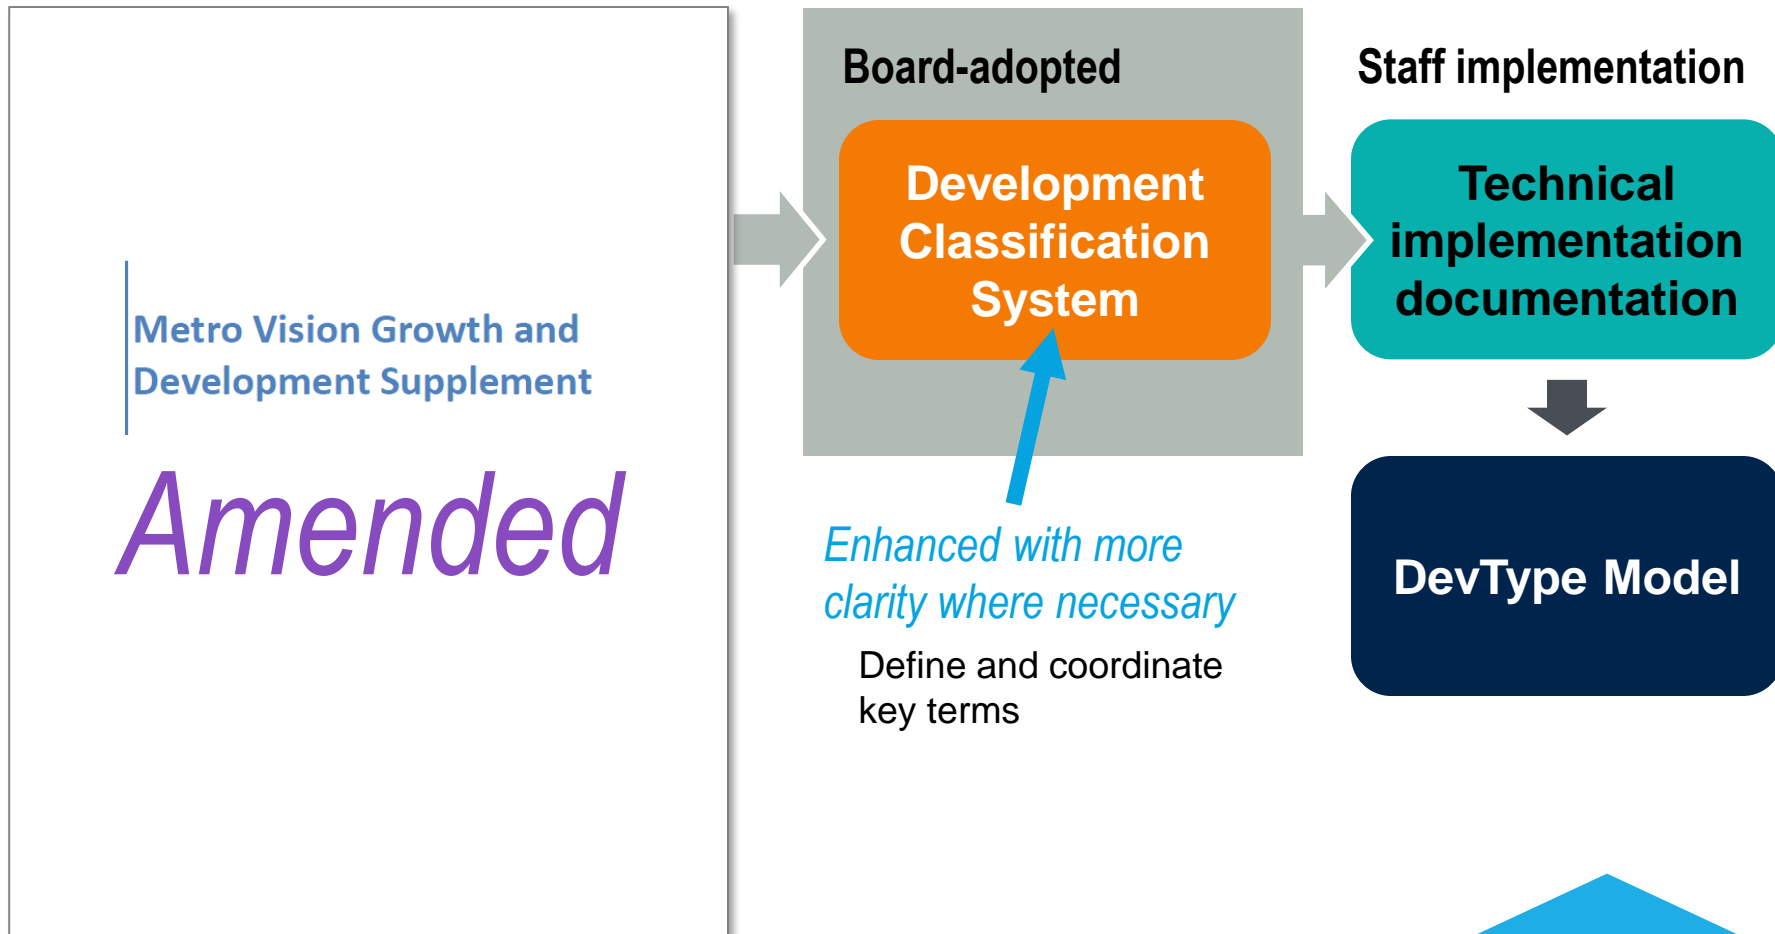 Metro Vision Growth and
Development Supplement
Amended
Board-adopted
Development
Classification
System
Enhanced with more
clarity where necessary
Define and coordinate
key terms
Staff implementation
Technical
implementation
documentation
DevType Model